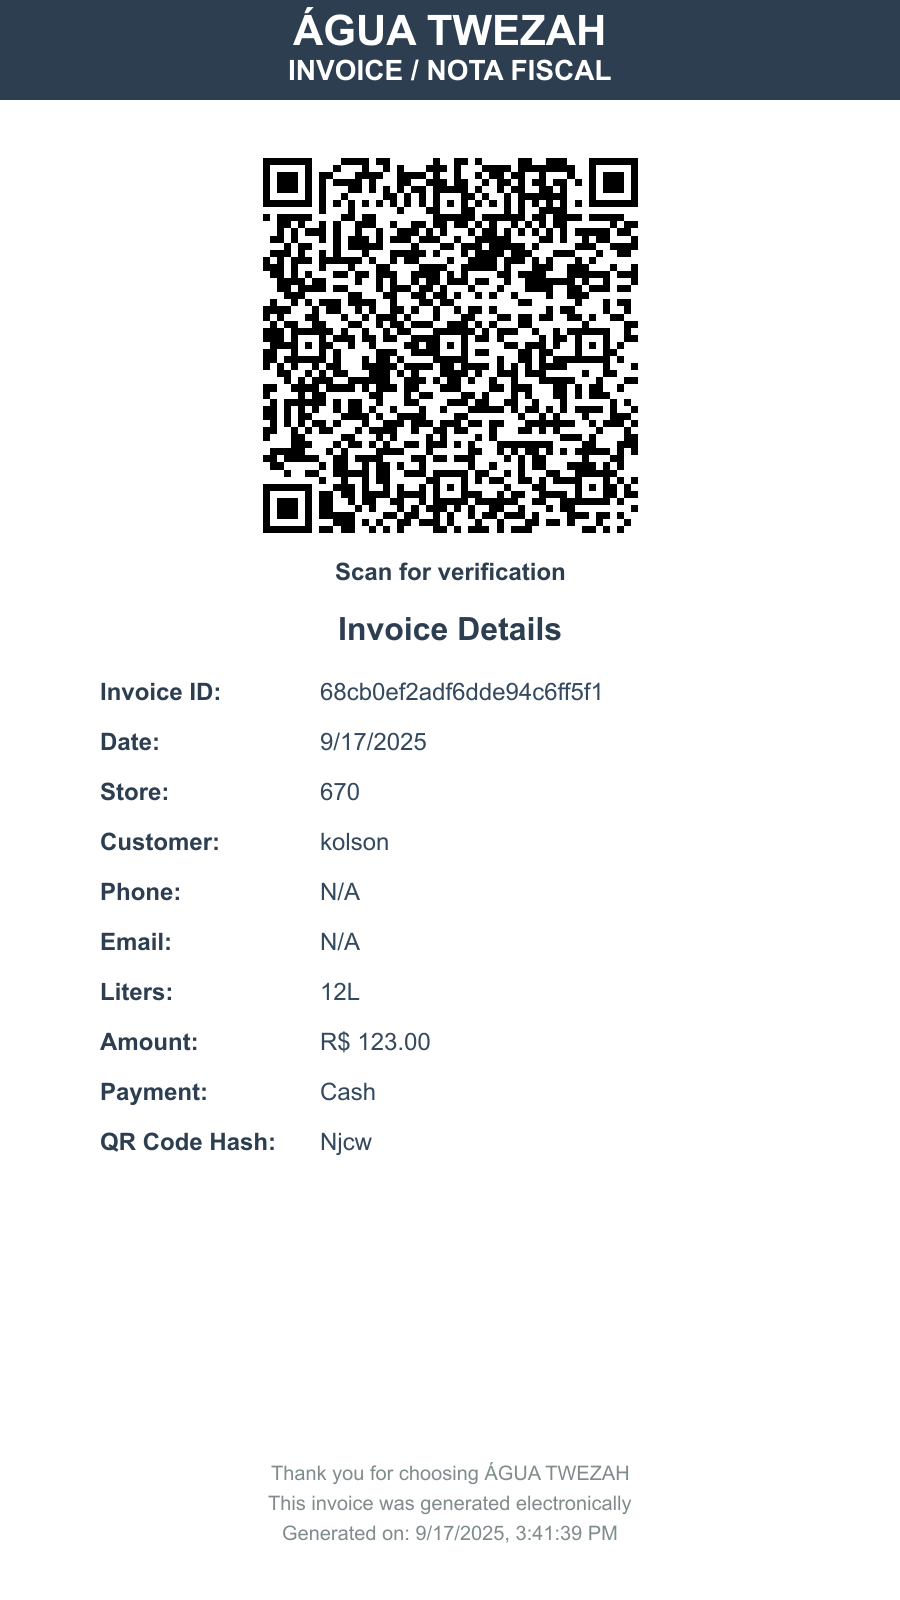 ÁGUA TWEZAH
INVOICE / NOTA FISCAL
Scan for verification
Invoice Details
Invoice ID: 68cb0ef2adf6dde94c6ff5f1
Date: 9/17/2025
Store: 670
Customer: kolson
Phone: N/A
Email: N/A
Liters: 12L
Amount: R$ 123.00
Payment: Cash
QR Code Hash: Njcw
Thank you for choosing ÁGUA TWEZAH
This invoice was generated electronically
Generated on: 9/17/2025, 3:41:39 PM